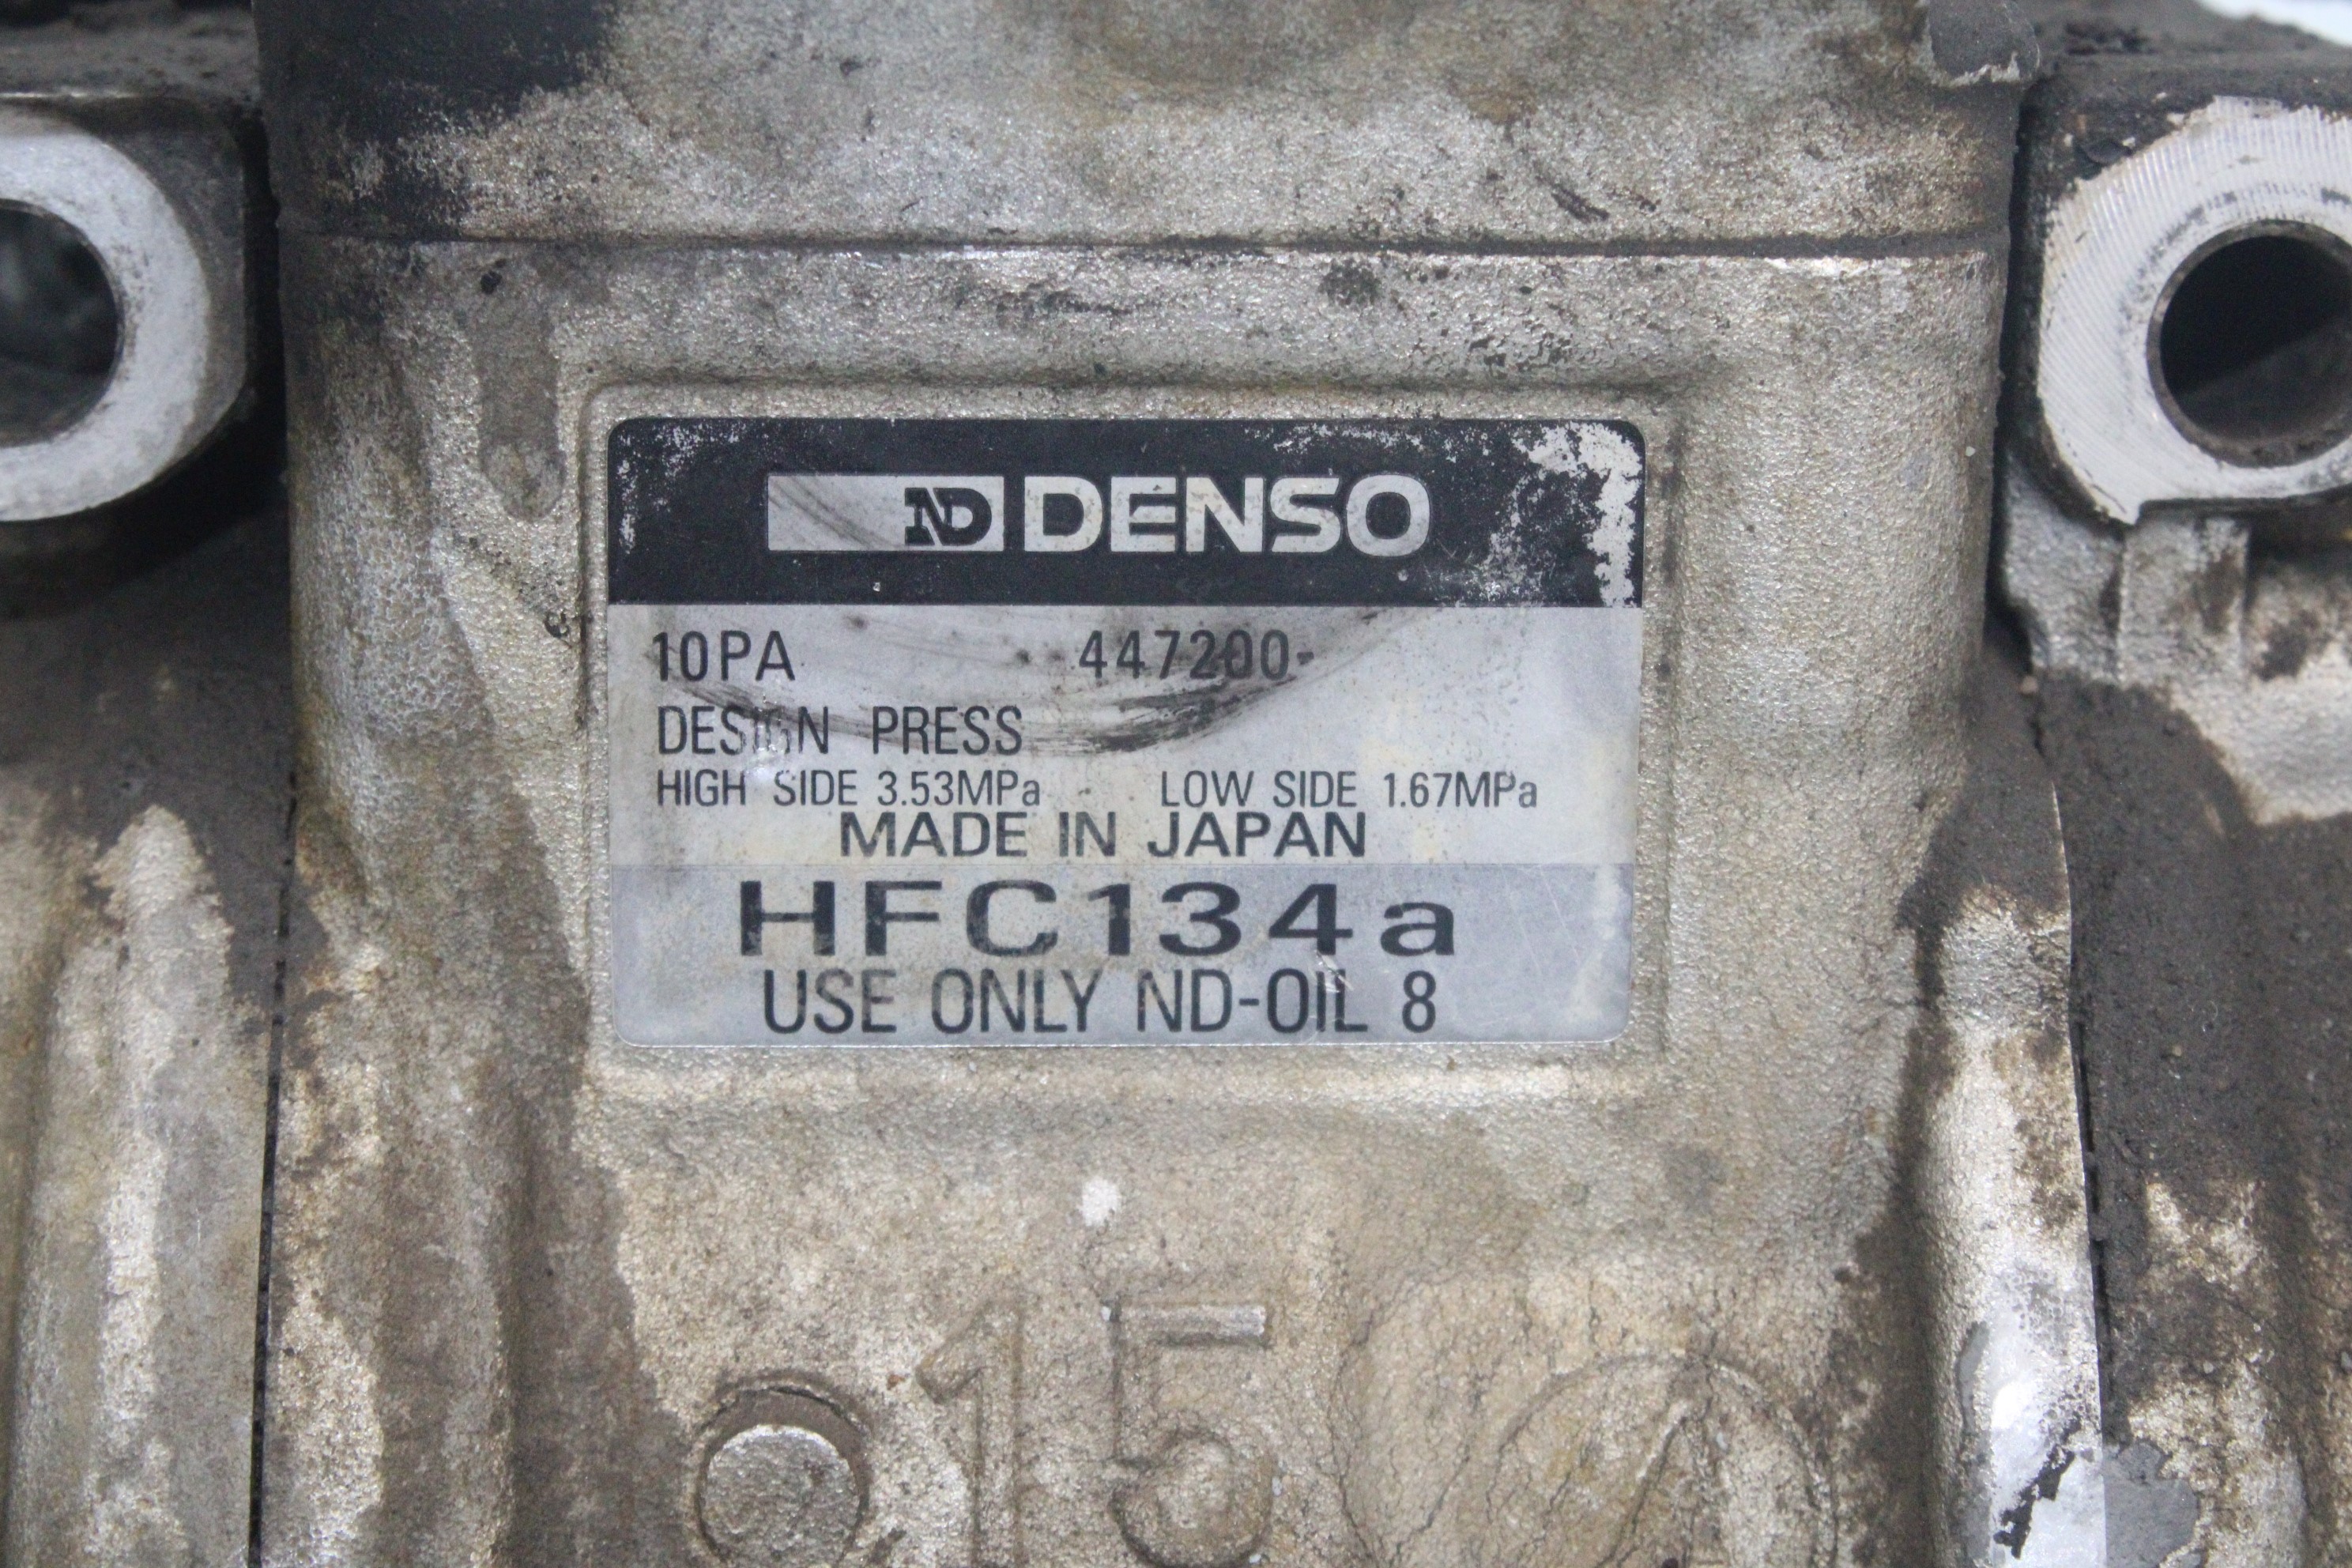 ND DENSO
10PA 447200-
DESIGN PRESS
HIGH SIDE 3.53MPa LOW SIDE 1.67MPa
MADE IN JAPAN
HFC134a
USE ONLY ND-OIL 8
15